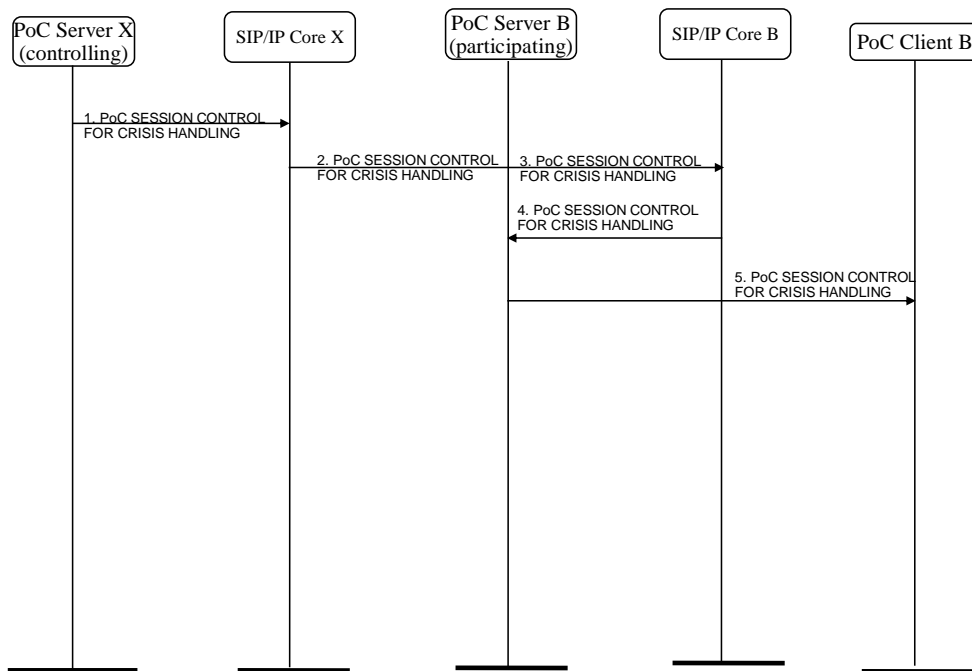 PoC Server X
(controlling)
SIP/IP Core X
PoC Server B
(participating)
SIP/IP Core B
PoC Client B
1. PoC SESSION CONTROL
FOR CRISIS HANDLING
2. PoC SESSION CONTROL
FOR CRISIS HANDLING
3. PoC SESSION CONTROL
FOR CRISIS HANDLING
4. PoC SESSION CONTROL
FOR CRISIS HANDLING
5. PoC SESSION CONTROL
FOR CRISIS HANDLING